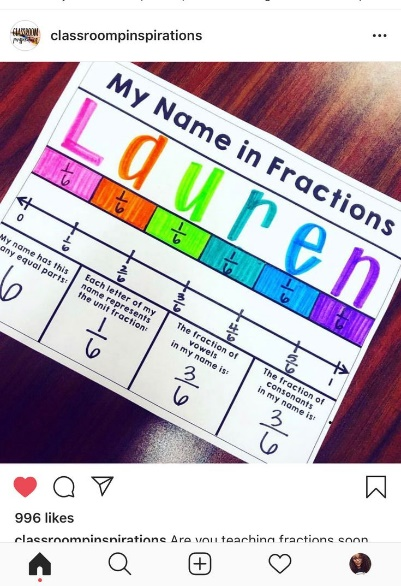 CLASSROOM
classroompinspirations
My Name in Fractions
Lauren
1/6 1/6 1/6 1/6 1/6 1/6
0 1/6 2/6 3/6 4/6 5/6 1
My name has this
any equal parts:
6
Each letter of my
name represents
the unit fraction:
1/6
The fraction of
vowels
in my name is:
3/6
The fraction of
consonants
in my name is:
3/6
996 likes
classroompinspirations Are you teaching fractions soon